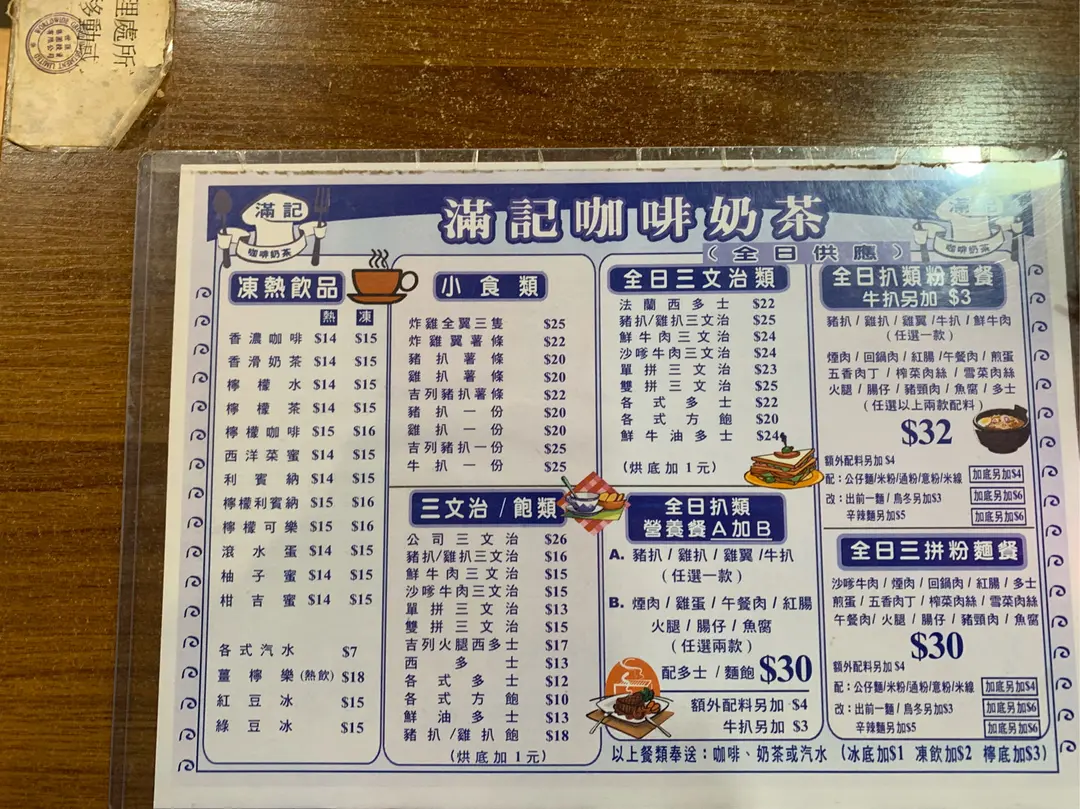 理處所
移動或
滿記
咖啡奶茶
滿記咖啡奶茶
(全日供應)
滿記
咖啡奶茶
凍熱飲品
熱 凍
香濃咖啡 $14 $15
香滑奶茶 $14 $15
檸檬水 $14 $15
檸檬茶 $14 $15
檸檬咖啡 $15 $16
西洋菜蜜 $14 $15
利賓納 $14 $15
檸檬利賓納 $15 $16
檸檬可樂 $15 $16
滾水蛋 $14 $15
柚子蜜 $14 $15
柑吉蜜 $14 $15
各式汽水 $7
薑檸樂(熱飲) $18
紅豆冰 $15
綠豆冰 $15
小食類
炸雞全翼三隻 $25
炸雞翼薯條 $22
豬扒薯條 $20
雞扒薯條 $20
吉列豬扒薯條 $22
豬扒一份 $20
雞扒一份 $20
吉列豬扒一份 $25
牛扒一份 $25
三文治/飽類
公司三文治 $26
豬扒/雞扒三文治 $16
鮮牛肉三文治 $15
沙嗲牛肉三文治 $15
單拼三文治 $13
雙拼三文治 $15
吉列火腿西多士 $17
西多士 $13
各式多士 $12
各式方飽 $10
鮮油多士 $13
豬扒/雞扒飽 $18
(烘底加1元)
全日三文治類
法蘭西多士 $22
豬扒/雞扒三文治 $25
鮮牛肉三文治 $24
沙嗲牛肉三文治 $24
單拼三文治 $23
雙拼三文治 $25
各式多士 $22
各式方飽 $20
鮮牛油多士 $24
(烘底加1元)
全日扒類
營養餐A加B
A. 豬扒/雞扒/雞翼/牛扒
(任選一款)
B. 煙肉/雞蛋/午餐肉/紅腸
火腿/腸仔/魚腐
(任選兩款)
配多士/麵飽 $30
額外配料另加 $4
牛扒另加 $3
全日扒類粉麵餐
牛扒另加 $3
豬扒/雞扒/雞翼/牛扒/鮮牛肉
(任選一款)
煙肉/回鍋肉/紅腸/午餐肉/煎蛋
五香肉丁/榨菜肉絲/雪菜肉絲
火腿/腸仔/豬頸肉/魚腐/多士
(任選以上兩款配料)
$32
額外配料另加 $4
配:公仔麵/米粉/通粉/意粉/米線 加底另加$4
改:出前一麵/烏冬另加$3 加底另加$6
辛辣麵另加$5 加底另加$6
全日三拼粉麵餐
沙嗲牛肉/煙肉/回鍋肉/紅腸/多士
煎蛋/五香肉丁/榨菜肉絲/雪菜肉絲
午餐肉/火腿/腸仔/豬頸肉/魚腐
$30
額外配料另加 $4
配:公仔麵/米粉/通粉/意粉/米線 加底另加$4
改:出前一麵/烏冬另加$3 加底另加$6
辛辣麵另加$5 加底另加$6
以上餐類奉送:咖啡、奶茶或汽水 (冰底加$1 凍飲加$2 檸底加$3)